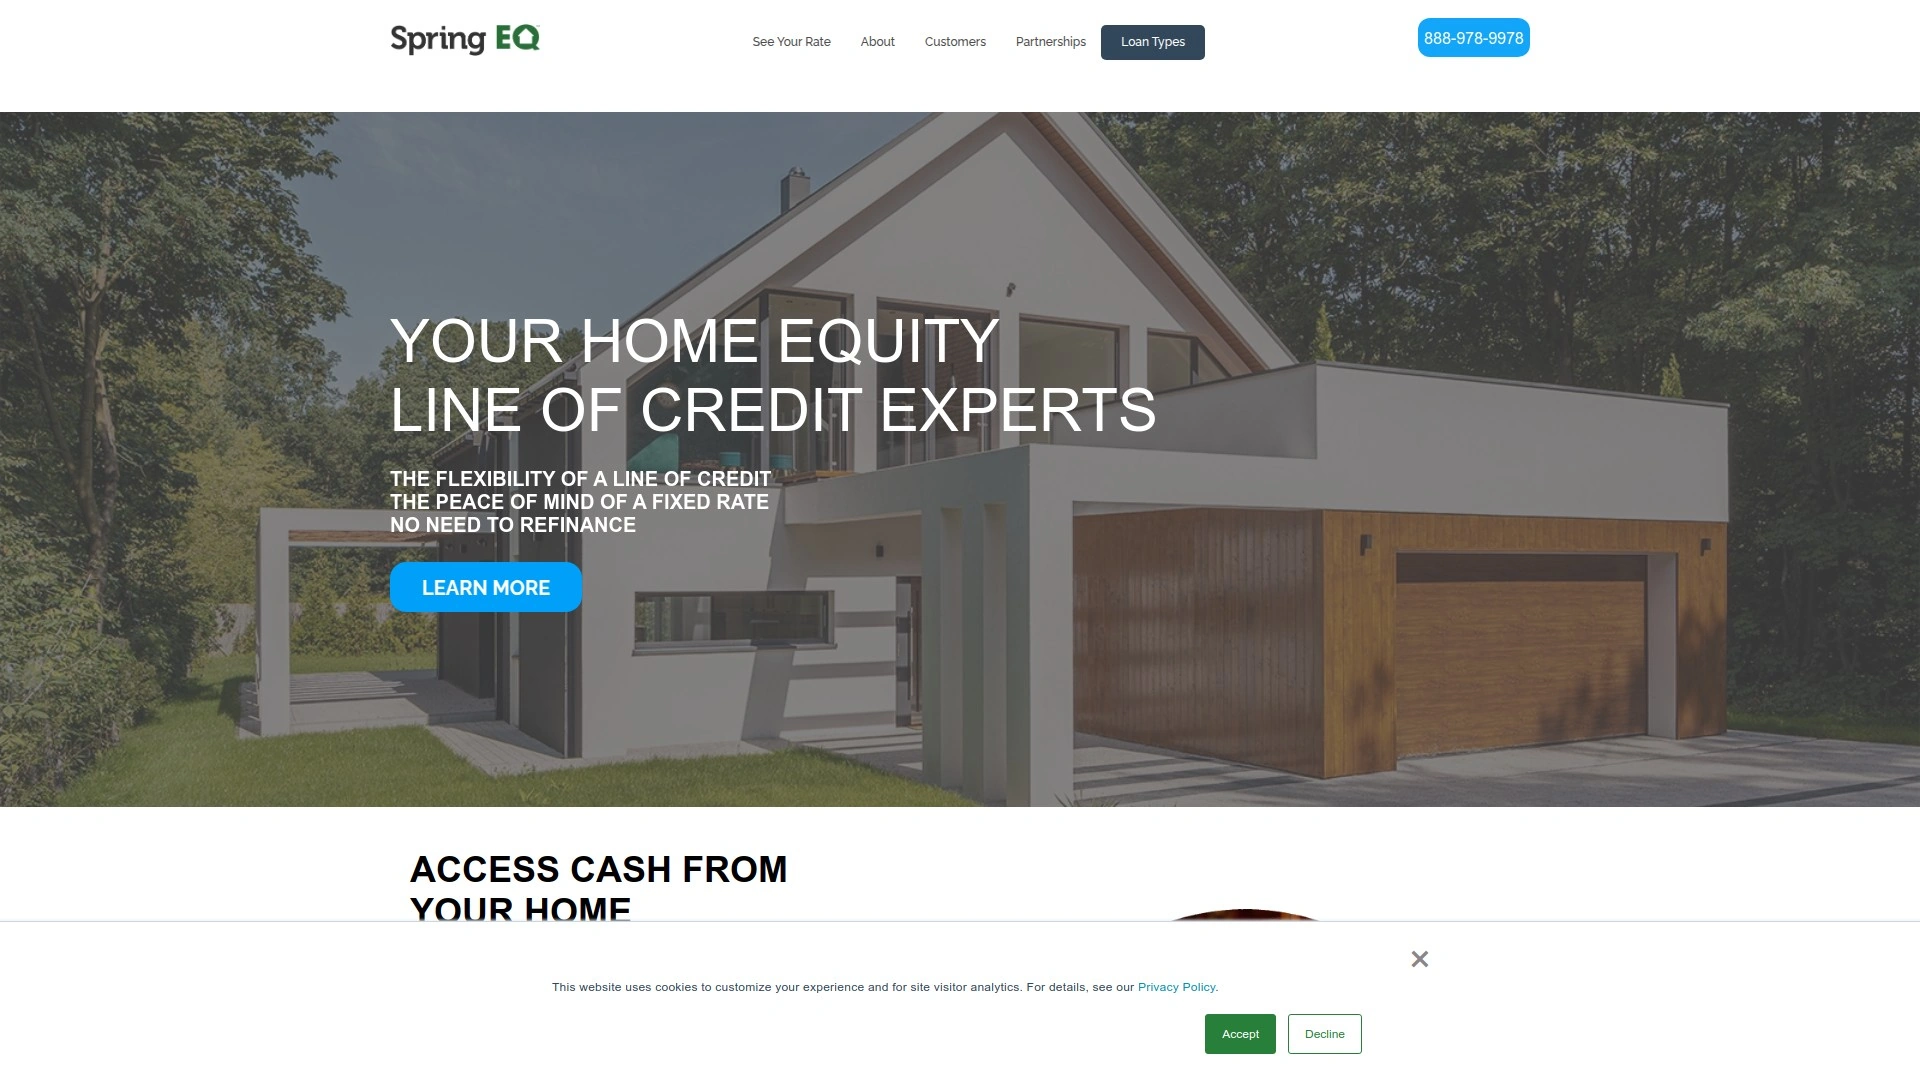 Spring EQ
See Your Rate
About
Customers
Partnerships
Loan Types
888-978-9978
YOUR HOME EQUITY
LINE OF CREDIT EXPERTS
THE FLEXIBILITY OF A LINE OF CREDIT
THE PEACE OF MIND OF A FIXED RATE
NO NEED TO REFINANCE
LEARN MORE
ACCESS CASH FROM
YOUR HOME
×
This website uses cookies to customize your experience and for site visitor analytics. For details, see our Privacy Policy.
Accept
Decline